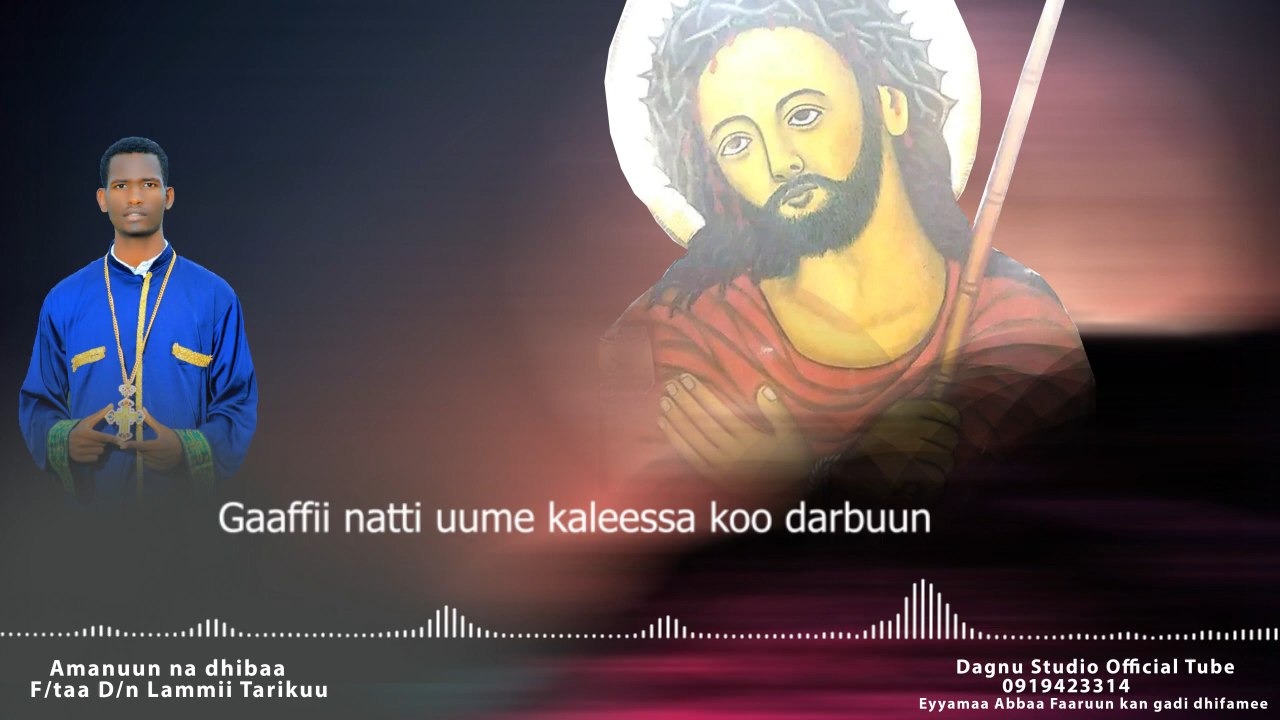 Gaaffii natti uume kaleessa koo darbuun
Amanuun na dhibaa
F/taa D/n Lammii Tarikuu
Dagnu Studio Official Tube
0919423314
Eyyamaa Abbaa Faaruun kan gadi dhifamee